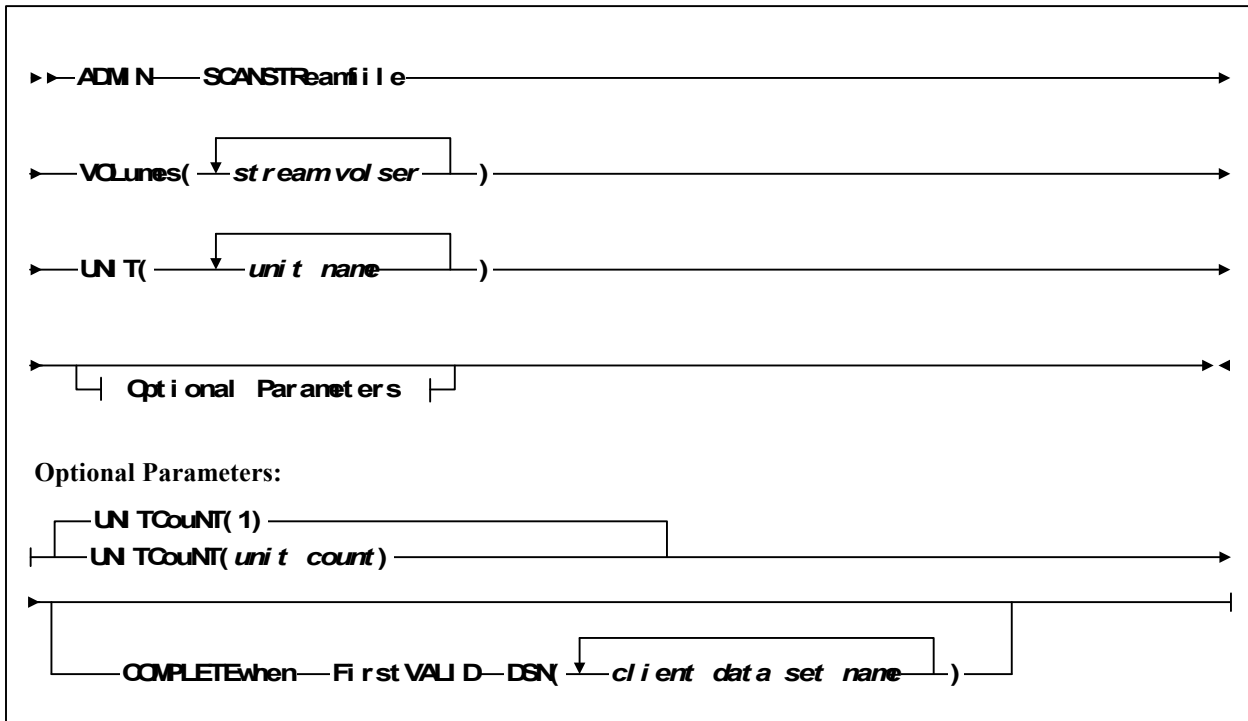 ADMIN SCANSTReamfile
VOLumes( streamvolser )
UNIT( unit name )
Optional Parameters
Optional Parameters:
UNITCouNT(1)
UNITCouNT(unit count)
COMPLETEwhen FirstVALID DSN( client data set name )